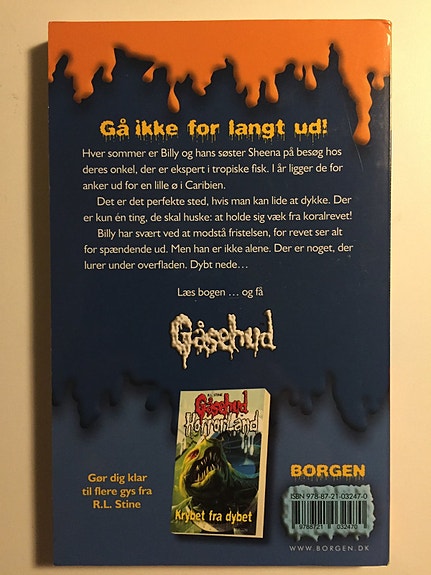 Gå ikke for langt ud!
Hver sommer er Billy og hans søster Sheena på besøg hos
deres onkel, der er ekspert i tropiske fisk. I år ligger de for
anker ud for en lille ø i Caribien.
Det er det perfekte sted, hvis man kan lide at dykke. Der
er kun én ting, de skal huske: at holde sig væk fra koralrevet!
Billy har svært ved at modstå fristelsen, for revet ser alt
for spændende ud. Men han er ikke alene. Der er noget, der
lurer under overfladen. Dybt nede...
Læs bogen ... og få
Gåsehud
Gåsehud
HorrorLand
Krybet fra dybet
Gør dig klar
til flere gys fra
R.L. Stine
BORGEN
ISBN 978-87-21-03247-0
9788721 032470
WWW.BORGEN.DK